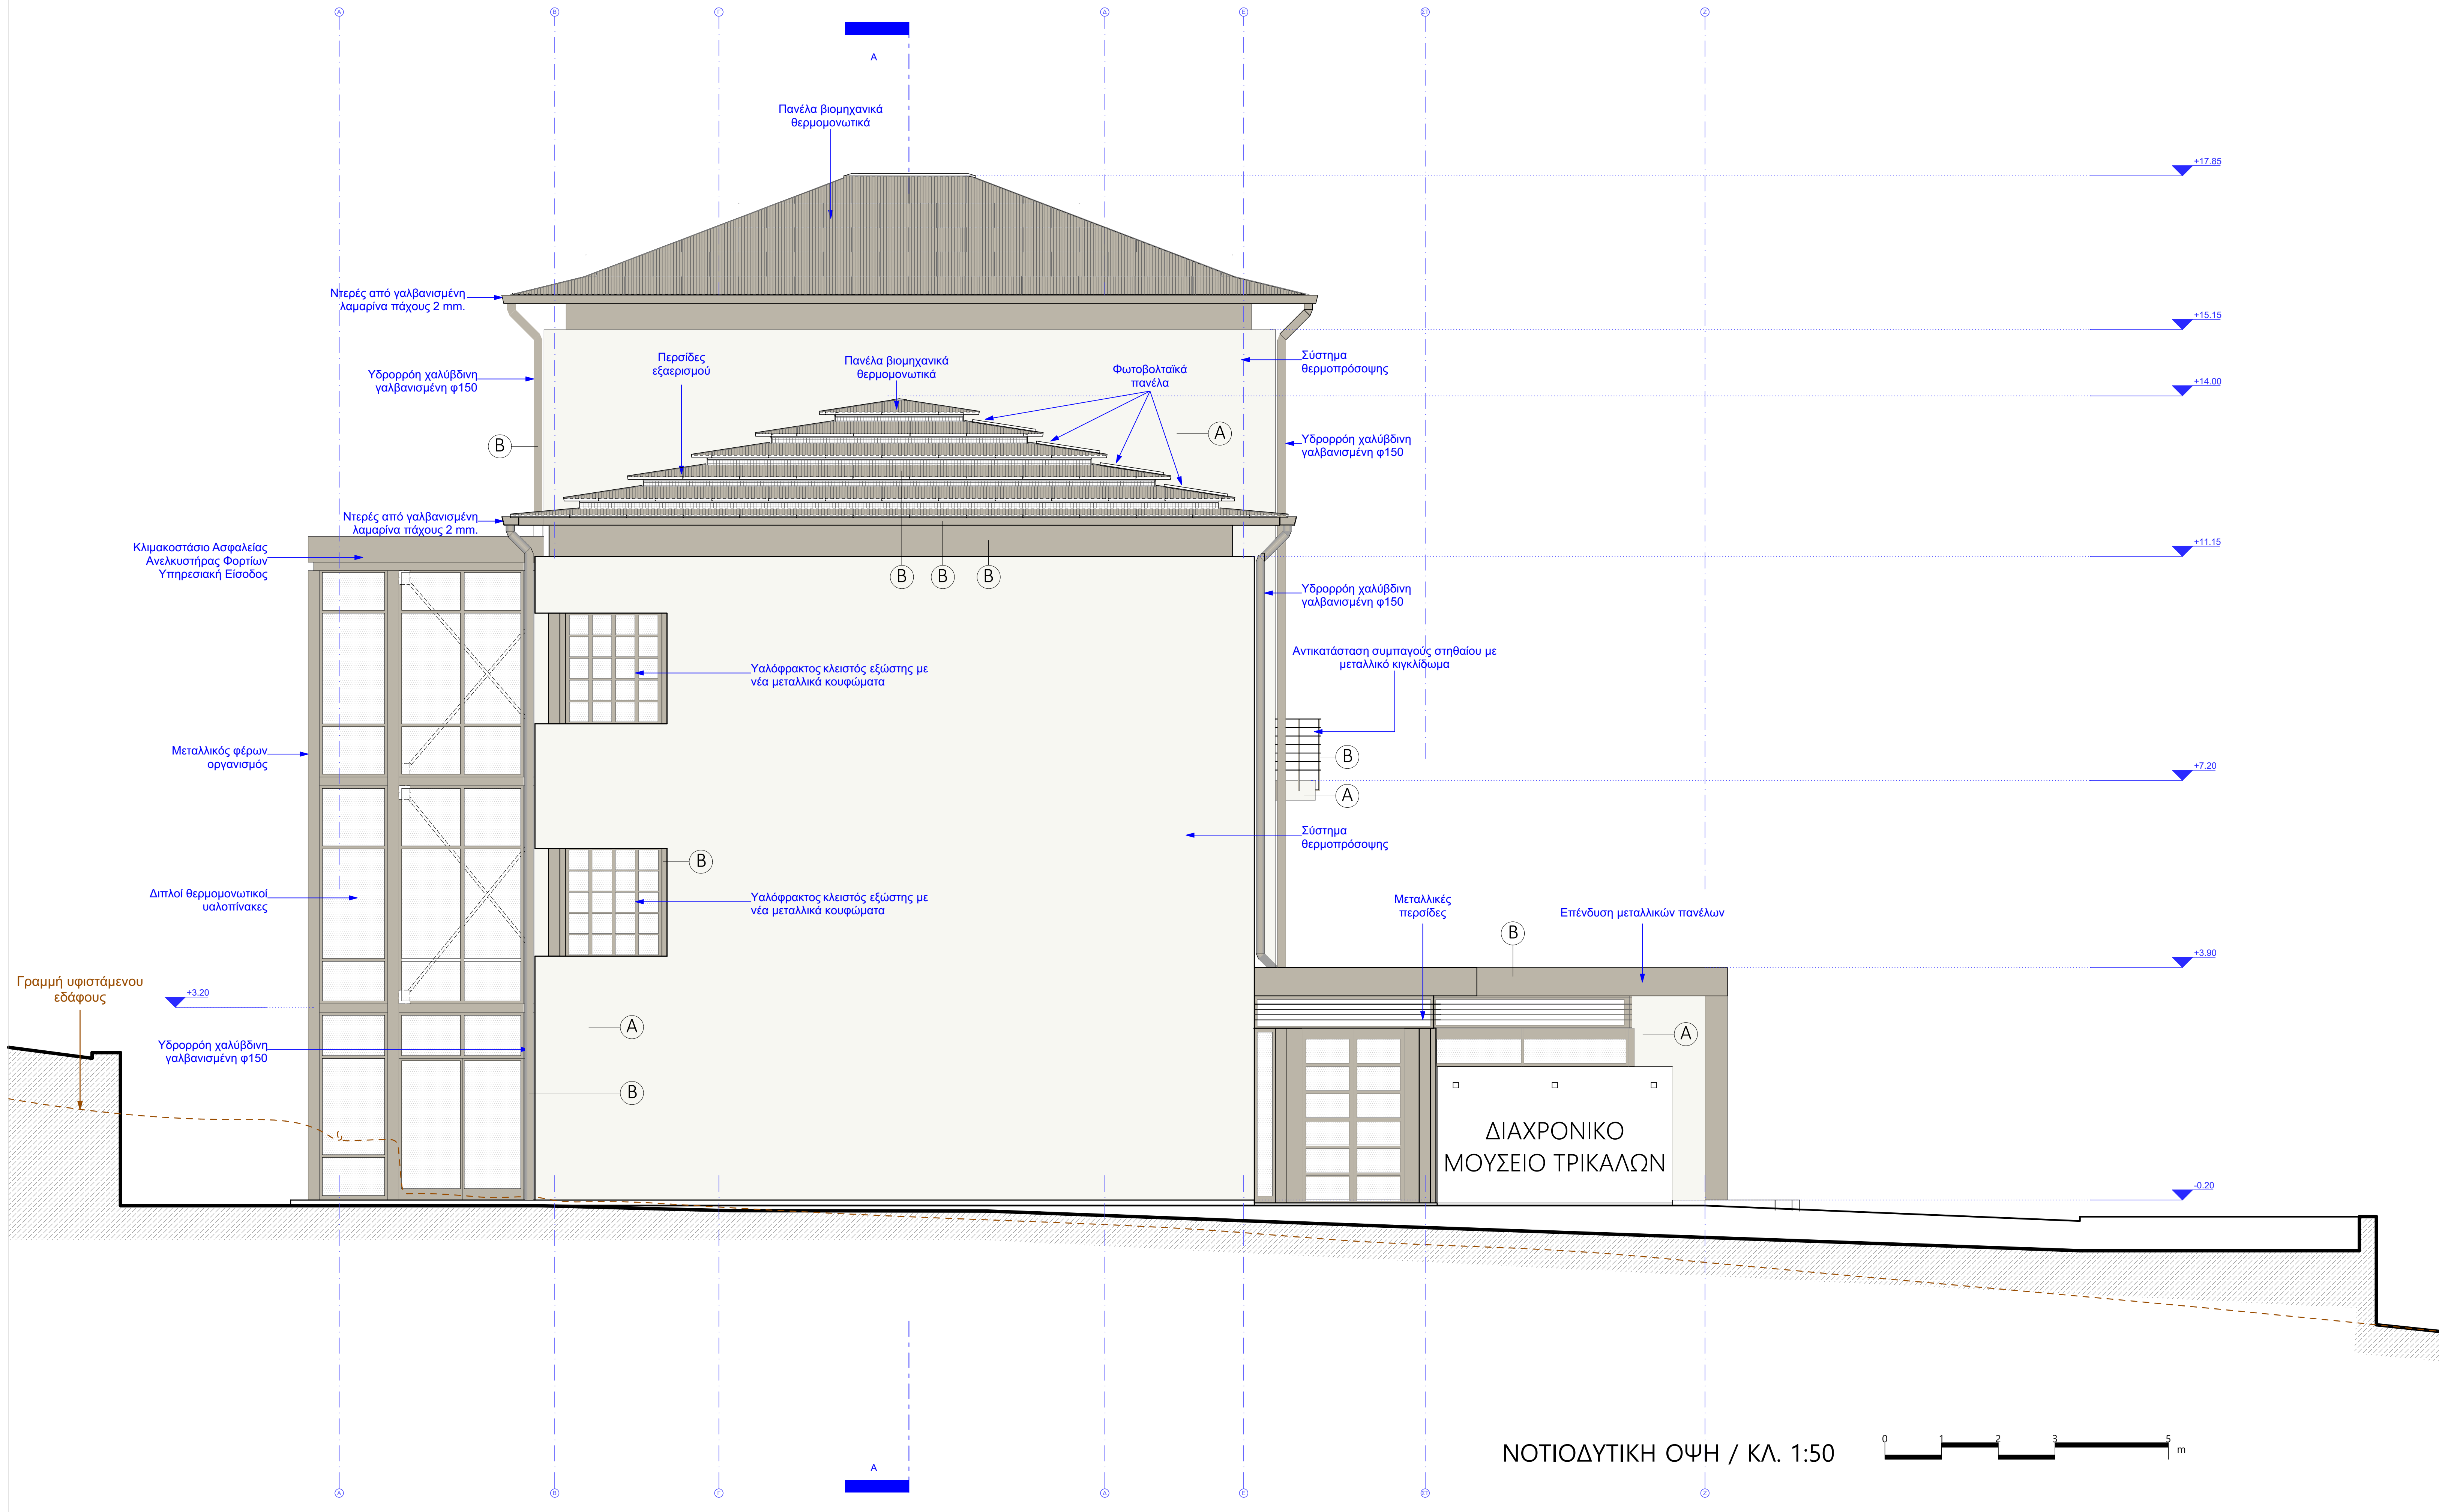 Α
Β
Γ
Δ
Ε
ΣΤ
Ζ
Α
Πανέλα βιομηχανικά
θερμομονωτικά
+17.85
Ντερές από γαλβανισμένη
λαμαρίνα πάχους 2 mm.
+15.15
Υδρορρόη χαλύβδινη
γαλβανισμένη φ150
Περσίδες
εξαερισμού
Πανέλα βιομηχανικά
θερμομονωτικά
Φωτοβολταϊκά
πανέλα
Σύστημα
θερμοπρόσοψης
+14.00
B
A
Υδρορρόη χαλύβδινη
γαλβανισμένη φ150
Ντερές από γαλβανισμένη
λαμαρίνα πάχους 2 mm.
Κλιμακοστάσιο Ασφαλείας
Ανελκυστήρας Φορτίων
Υπηρεσιακή Είσοδος
+11.15
B
B
B
Υδρορρόη χαλύβδινη
γαλβανισμένη φ150
Υαλόφρακτος κλειστός εξώστης με
νέα μεταλλικά κουφώματα
Αντικατάσταση συμπαγούς στηθαίου με
μεταλλικό κιγκλίδωμα
Μεταλλικός φέρων
οργανισμός
B
+7.20
A
Σύστημα
θερμοπρόσοψης
B
Διπλοί θερμομονωτικοί
υαλοπίνακες
Υαλόφρακτος κλειστός εξώστης με
νέα μεταλλικά κουφώματα
Μεταλλικές
περσίδες
Επένδυση μεταλλικών πανέλων
B
+3.90
Γραμμή υφιστάμενου
εδάφους
+3.20
A
A
Υδρορρόη χαλύβδινη
γαλβανισμένη φ150
B
ΔΙΑΧΡΟΝΙΚΟ
ΜΟΥΣΕΙΟ ΤΡΙΚΑΛΩΝ
-0.20
ΝΟΤΙΟΔΥΤΙΚΗ ΟΨΗ / ΚΛ. 1:50
0 1 2 3 5
m
Α
Α
Β
Γ
Δ
Ε
ΣΤ
Ζ